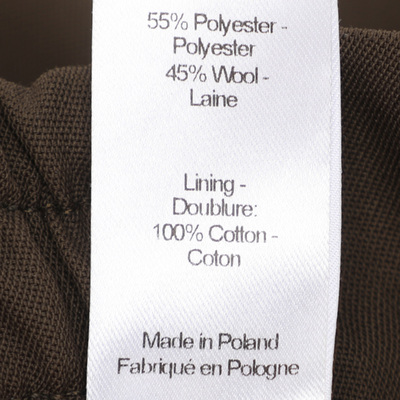 55% Polyester -
Polyester
45% Wool -
Laine
Lining -
Doublure:
100% Cotton -
Coton
Made in Poland
Fabriqué en Pologne